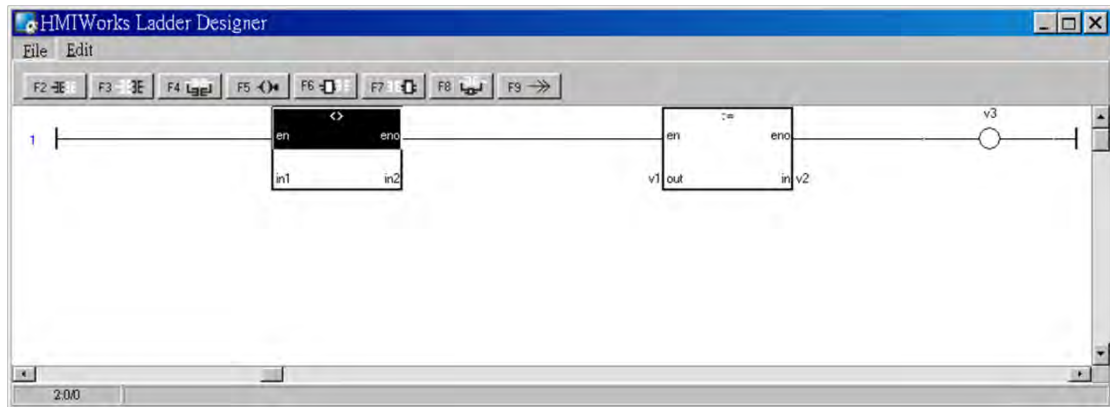 HMIWorks Ladder Designer
File Edit
F2 F3 F4 F5 F6 F7 F8 F9
<> := v3
1 en eno en eno
in1 in2 v1 out in v2
2:0/0